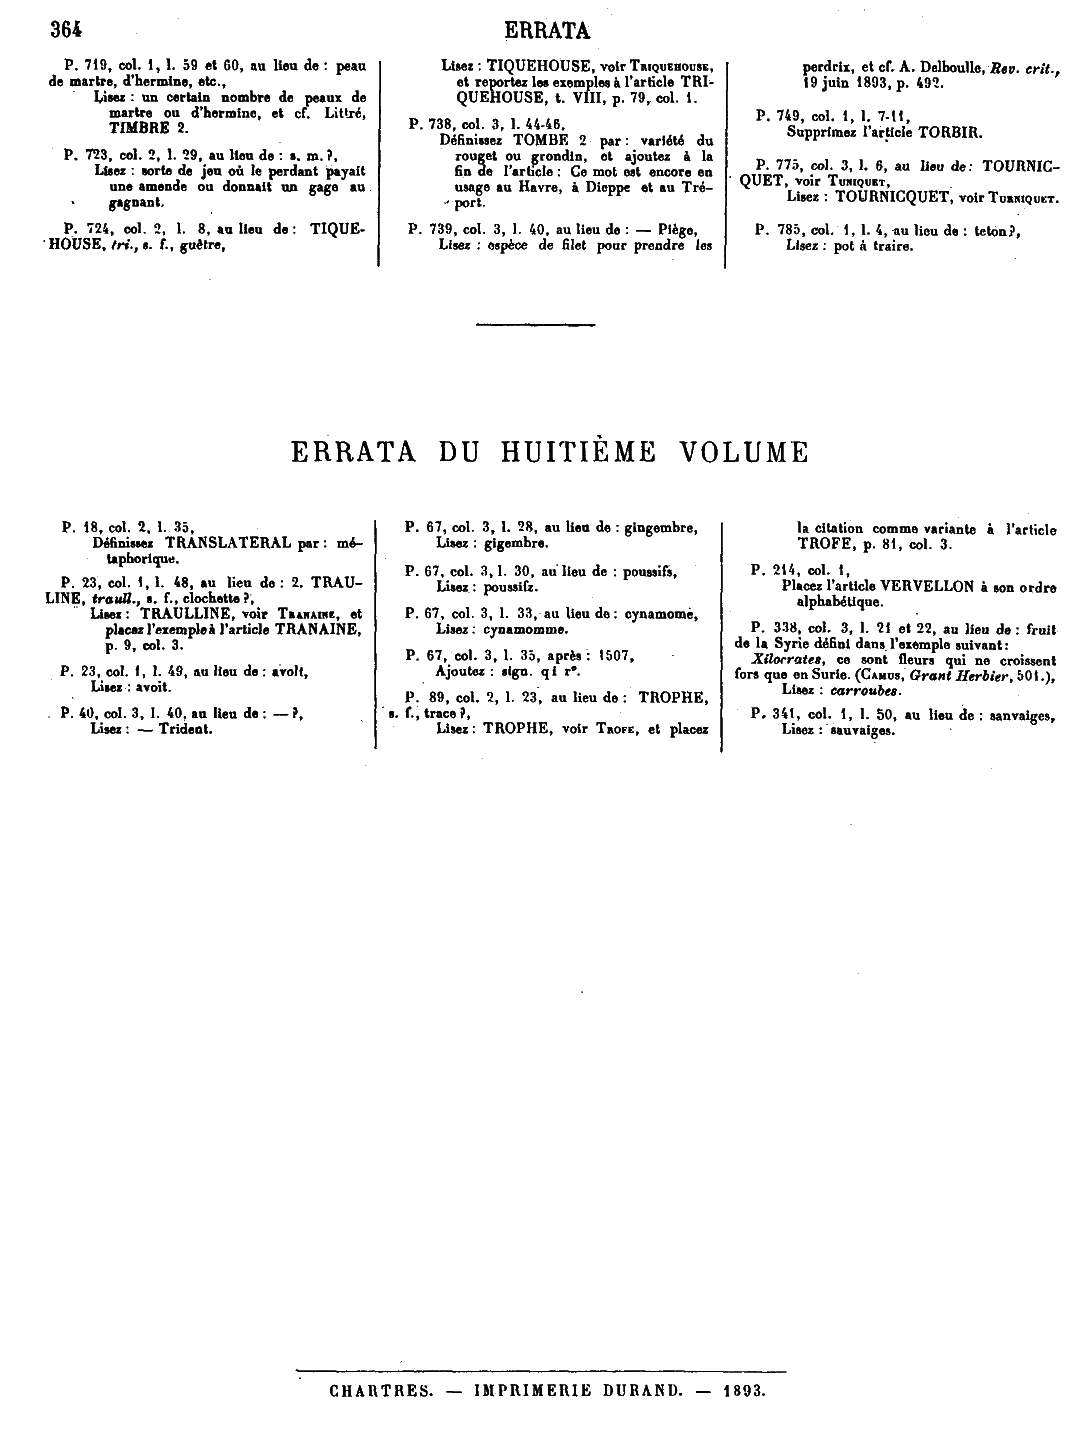 364
ERRATA
P. 719, col. 1, l. 59 et 60, au lieu de : peau
de martre, d'hermine, etc.,
Lisez : un certain nombre de peaux de
martre ou d'hermine, et cf. Littré,
TIMBRE 2.
P. 723, col. 2, l. 29, au lieu de : s. m. ?,
Lisez : sorte de jeu où le perdant payait
une amende ou donnait un gage au
gagnant.
P. 724, col. 2, l. 8, au lieu de : TIQUE-
HOUSE, tri., s. f., guêtre,
Lisez : TIQUEHOUSE, voir TRIQUEHOUSE,
et reportez les exemples à l'article TRI-
QUEHOUSE, t. VIII, p. 79, col. 1.
P. 738, col. 3, l. 44-46,
Définissez TOMBE 2 par : variété du
rouget ou grondin, et ajoutez à la
fin de l'article : Ce mot est encore en
usage au Havre, à Dieppe et au Tré-
port.
P. 739, col. 3, l. 40, au lieu de : — Piège,
Lisez : espèce de filet pour prendre les
perdrix, et cf. A. Delboulle, Rev. crit.,
19 juin 1893, p. 492.
P. 749, col. 1, l. 7-11,
Supprimez l'article TORBIR.
P. 775, col. 3, l. 6, au lieu de : TOURNIC-
QUET, voir TUNIQUET,
Lisez : TOURNICQUET, voir TURNIQUET.
P. 785, col. 1, l. 4, au lieu de : teton?,
Lisez : pot à traire.
ERRATA DU HUITIÈME VOLUME
P. 18, col. 2, l. 35,
Définissez TRANSLATERAL par : mé-
taphorique.
P. 23, col. 1, l. 48, au lieu de : 2. TRAU-
LINE, traull., s. f., clochette ?,
Lisez : TRAULLINE, voir TRANAINE, et
placez l'exemple à l'article TRANAINE,
p. 9, col. 3.
P. 23, col. 1, l. 49, au lieu de : avolt,
Lisez : avoit.
P. 40, col. 3, l. 40, au lieu de : — ?,
Lisez : — Trident.
P. 67, col. 3, l. 28, au lieu de : gingembre,
Lisez : gigembre.
P. 67, col. 3, l. 30, au lieu de : poussifs,
Lisez : poussifz.
P. 67, col. 3, l. 33, au lieu de : cynamome,
Lisez : cynamomme.
P. 67, col. 3, l. 35, après : 1507,
Ajoutez : sign. q i r°.
P. 89, col. 2, l. 23, au lieu de : TROPHE,
s. f., trace ?,
Lisez : TROPHE, voir TROFE, et placez
la citation comme variante à l'article
TROFE, p. 81, col. 3.
P. 214, col. 1,
Placez l'article VERVELLON à son ordre
alphabétique.
P. 338, col. 3, l. 21 et 22, au lieu de : fruit
de la Syrie défini dans l'exemple suivant :
Xilocrates, ce sont fleurs qui ne croissent
fors que en Surie. (CAMUS, Grant Herbier, 501.),
Lisez : carroubes.
P. 341, col. 1, l. 50, au lieu de : sanvaiges,
Lisez : sauvaiges.
CHARTRES. — IMPRIMERIE DURAND. — 1893.